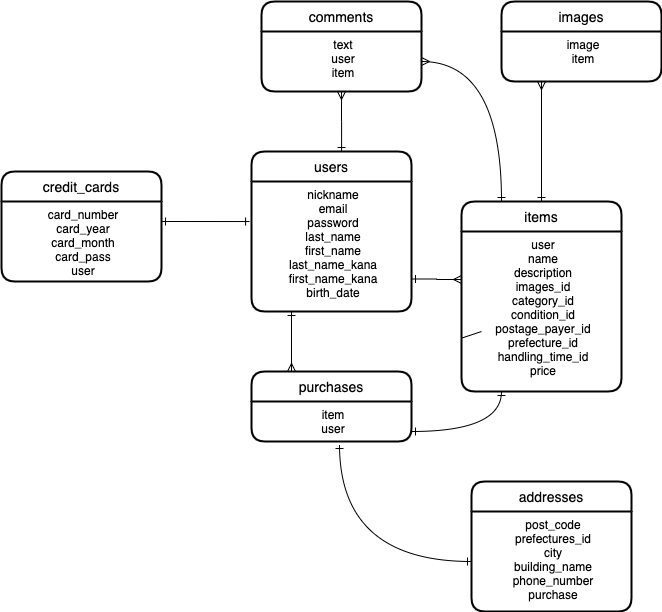 comments
text
user
item
images
image
item
users
nickname
email
password
last_name
first_name
last_name_kana
first_name_kana
birth_date
credit_cards
card_number
card_year
card_month
card_pass
user
items
user
name
description
images_id
category_id
condition_id
postage_payer_id
prefecture_id
handling_time_id
price
purchases
item
user
addresses
post_code
prefectures_id
city
building_name
phone_number
purchase